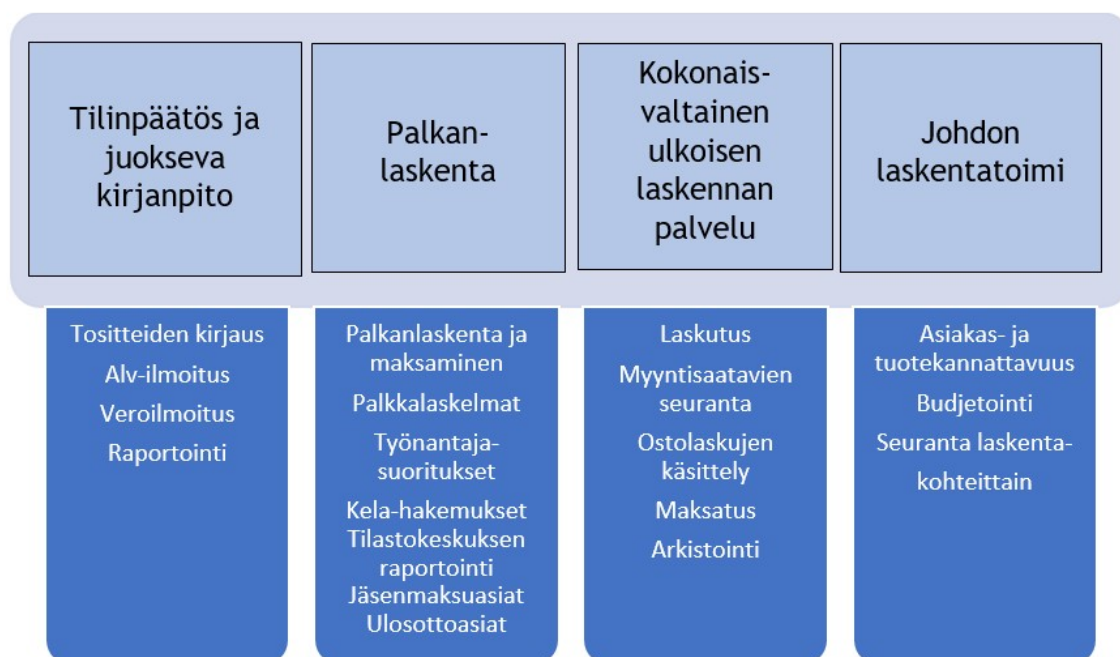 Tilinpäätös ja
juokseva
kirjanpito
Palkan-
laskenta
Kokonais-
valtainen
ulkoisen
laskennan
palvelu
Johdon
laskentatoimi
Tositteiden kirjaus
Alv-ilmoitus
Veroilmoitus
Raportointi
Palkanlaskenta ja
maksaminen
Palkkalaskelmat
Työnantaja-
suoritukset
Kela-hakemukset
Tilastokeskuksen
raportointi
Jäsenmaksuasiat
Ulosottoasiat
Laskutus
Myyntisaatavien
seuranta
Ostolaskujen
käsittely
Maksatus
Arkistointi
Asiakas- ja
tuotekannattavuus
Budjetointi
Seuranta laskenta-
kohteittain